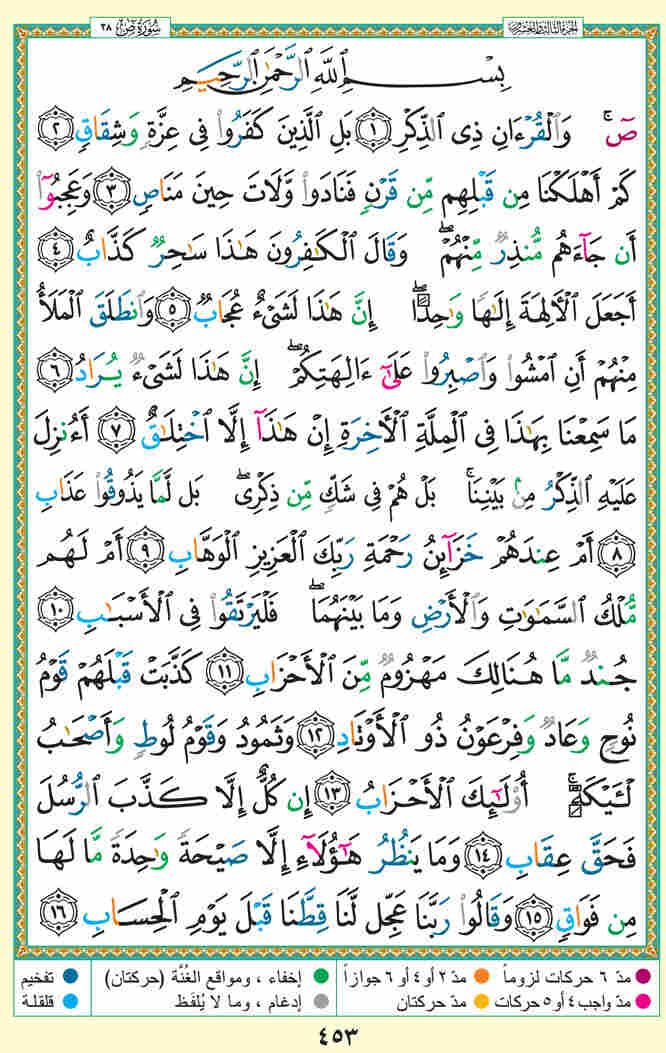 الجزء الثالث والعشرون
سُورَةُ صٓ ٣٨
بِسْمِ ٱللَّهِ ٱلرَّحْمَٰنِ ٱلرَّحِيمِ
صٓ ۚ وَٱلْقُرْءَانِ ذِى ٱلذِّكْرِ ١ بَلِ ٱلَّذِينَ كَفَرُوا۟ فِى عِزَّةٍ وَشِقَاقٍ ٢
كَمْ أَهْلَكْنَا مِن قَبْلِهِم مِّن قَرْنٍ فَنَادَوا۟ وَّلَاتَ حِينَ مَنَاصٍ ٣ وَعَجِبُوٓا۟
أَن جَآءَهُم مُّنذِرٌ مِّنْهُمْ ۖ وَقَالَ ٱلْكَٰفِرُونَ هَٰذَا سَٰحِرٌ كَذَّابٌ ٤
أَجَعَلَ ٱلْءَالِهَةَ إِلَٰهًا وَٰحِدًا ۖ إِنَّ هَٰذَا لَشَىْءٌ عُجَابٌ ٥ وَٱنطَلَقَ ٱلْمَلَأُ
مِنْهُمْ أَنِ ٱمْشُوا۟ وَٱصْبِرُوا۟ عَلَىٰٓ ءَالِهَتِكُمْ ۖ إِنَّ هَٰذَا لَشَىْءٌ يُرَادُ ٦
مَا سَمِعْنَا بِهَٰذَا فِى ٱلْمِلَّةِ ٱلْءَاخِرَةِ إِنْ هَٰذَآ إِلَّا ٱخْتِلَٰقٌ ٧ أَءُنزِلَ
عَلَيْهِ ٱلذِّكْرُ مِنۢ بَيْنِنَا ۚ بَلْ هُمْ فِى شَكٍّ مِّن ذِكْرِى ۖ بَل لَّمَّا يَذُوقُوا۟ عَذَابِ
٨ أَمْ عِندَهُمْ خَزَآئِنُ رَحْمَةِ رَبِّكَ ٱلْعَزِيزِ ٱلْوَهَّابِ ٩ أَمْ لَهُم
مُّلْكُ ٱلسَّمَٰوَٰتِ وَٱلْأَرْضِ وَمَا بَيْنَهُمَا ۖ فَلْيَرْتَقُوا۟ فِى ٱلْأَسْبَٰبِ ١٠
جُندٌ مَّا هُنَالِكَ مَهْزُومٌ مِّنَ ٱلْأَحْزَابِ ١١ كَذَّبَتْ قَبْلَهُمْ قَوْمُ
نُوحٍ وَعَادٌ وَفِرْعَوْنُ ذُو ٱلْأَوْتَادِ ١٢ وَثَمُودُ وَقَوْمُ لُوطٍ وَأَصْحَٰبُ
لْـَٔيْكَةِ ۚ أُو۟لَٰٓئِكَ ٱلْأَحْزَابُ ١٣ إِن كُلٌّ إِلَّا كَذَّبَ ٱلرُّسُلَ
فَحَقَّ عِقَابِ ١٤ وَمَا يَنظُرُ هَٰٓؤُلَآءِ إِلَّا صَيْحَةً وَٰحِدَةً مَّا لَهَا
مِن فَوَاقٍ ١٥ وَقَالُوا۟ رَبَّنَا عَجِّل لَّنَا قِطَّنَا قَبْلَ يَوْمِ ٱلْحِسَابِ ١٦
مدّ ٦ حركات لزوماً
مدّ ٢ أو ٤ أو ٦ جوازاً
إخفاء ، ومواقع الغُنَّة (حركتان)
تفخيم
مدّ واجب ٤ أو ٥ حركات
مدّ حركتان
إدغام ، وما لا يُلفَظ
قلقلة
٤٥٣